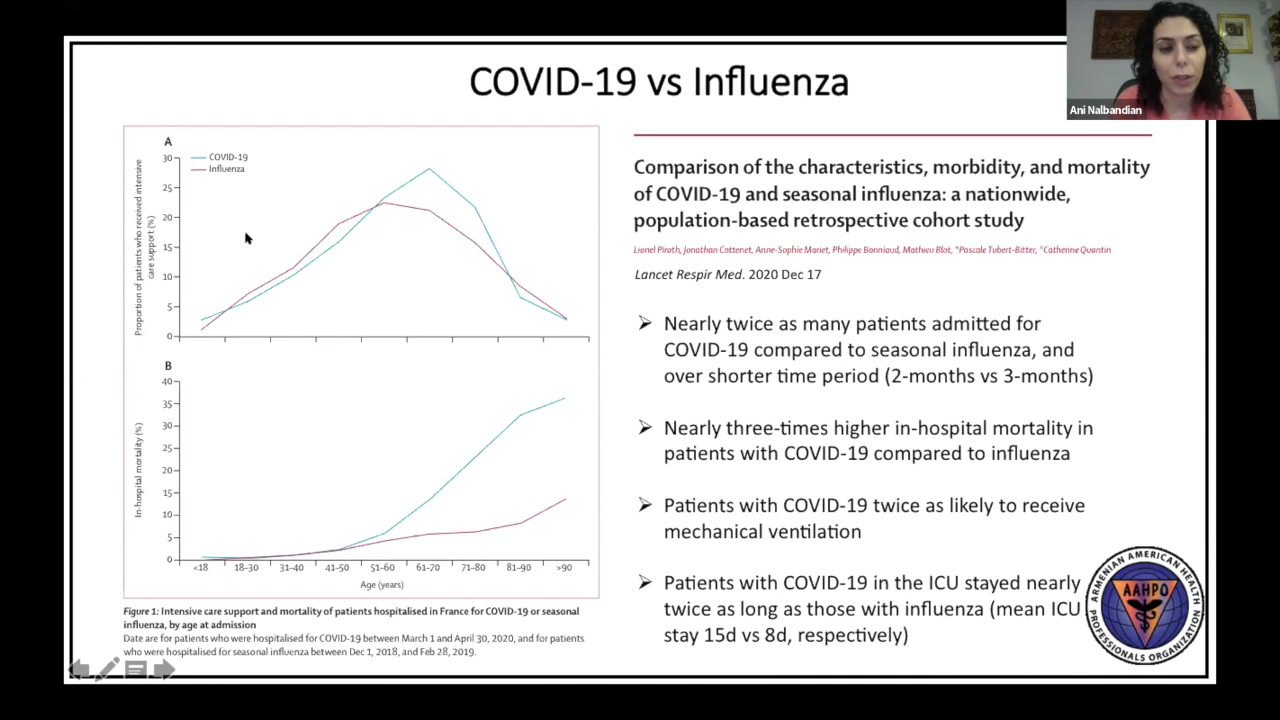 COVID-19 vs Influenza
Ani Nalbandian
A
COVID-19
Influenza
Proportion of patients who received intensive
care support (%)
30
25
20
15
10
5
0
B
In-hospital mortality (%)
40
35
30
25
20
15
10
5
0
<18 18–30 31–40 41–50 51–60 61–70 71–80 81–90 >90
Age (years)
Figure 1: Intensive care support and mortality of patients hospitalised in France for COVID-19 or seasonal
influenza, by age at admission
Date are for patients who were hospitalised for COVID-19 between March 1 and April 30, 2020, and for patients
who were hospitalised for seasonal influenza between Dec 1, 2018, and Feb 28, 2019.
Comparison of the characteristics, morbidity, and mortality
of COVID-19 and seasonal influenza: a nationwide,
population-based retrospective cohort study
Lionel Piroth, Jonathan Cottenet, Anne-Sophie Mariet, Philippe Bonniaud, Mathieu Blot, *Pascale Tubert-Bitter, *Catherine Quantin
Lancet Respir Med. 2020 Dec 17
➢ Nearly twice as many patients admitted for
COVID-19 compared to seasonal influenza, and
over shorter time period (2-months vs 3-months)
➢ Nearly three-times higher in-hospital mortality in
patients with COVID-19 compared to influenza
➢ Patients with COVID-19 twice as likely to receive
mechanical ventilation
➢ Patients with COVID-19 in the ICU stayed nearly
twice as long as those with influenza (mean ICU
stay 15d vs 8d, respectively)
ARMENIAN AMERICAN HEALTH
AAHPO
PROFESSIONALS ORGANIZATION